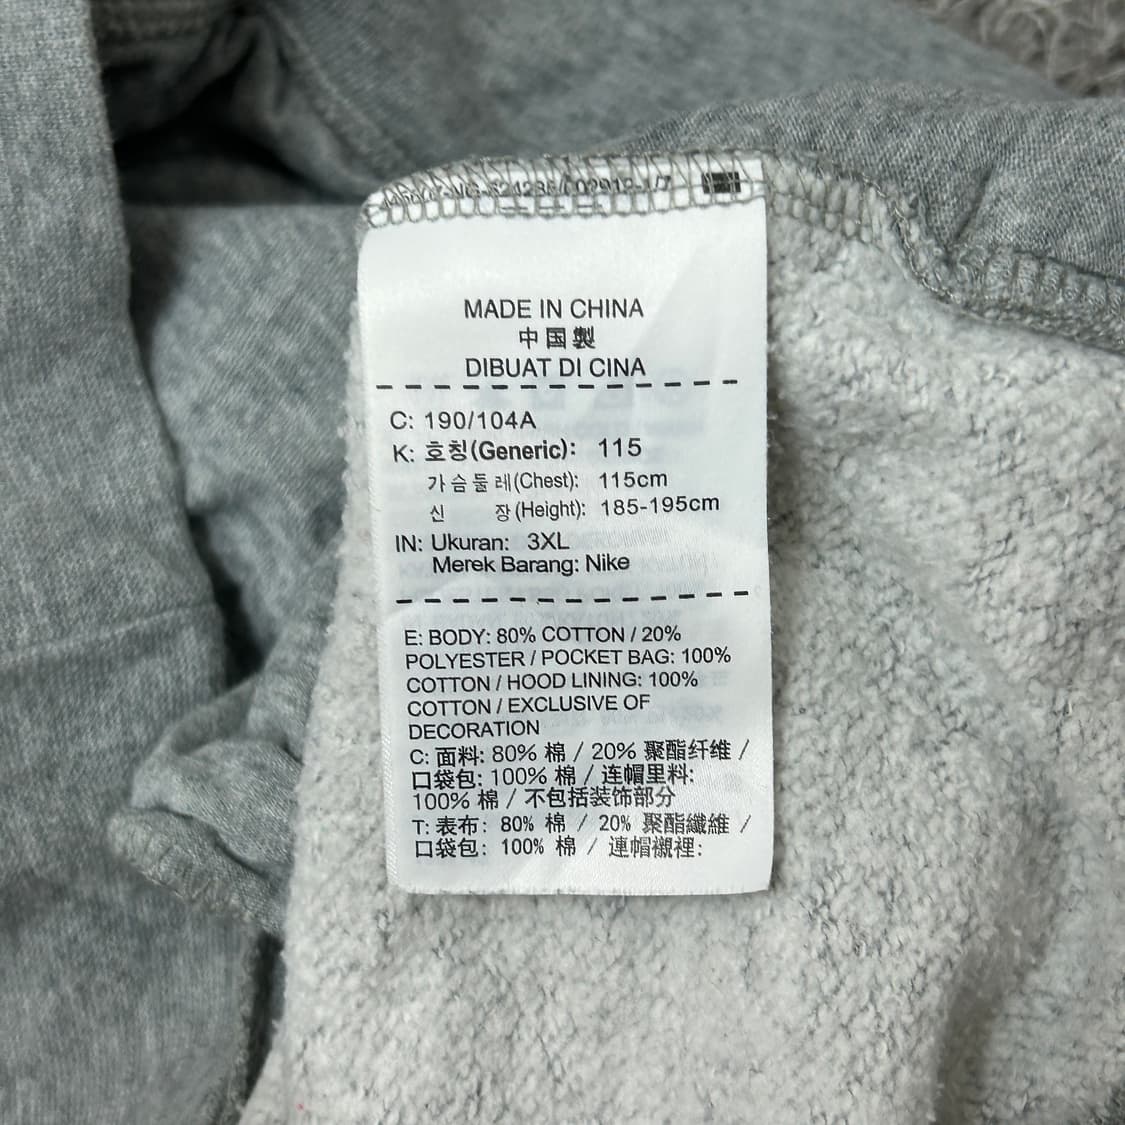 MADE IN CHINA
中国製
DIBUAT DI CINA
C: 190/104A
K: 호칭(Generic): 115
가슴둘레(Chest): 115cm
신 장(Height): 185-195cm
IN: Ukuran: 3XL
Merek Barang: Nike
E: BODY: 80% COTTON / 20%
POLYESTER / POCKET BAG: 100%
COTTON / HOOD LINING: 100%
COTTON / EXCLUSIVE OF
DECORATION
C: 面料: 80% 棉 / 20% 聚酯纤维 /
口袋包: 100% 棉 / 连帽里料:
100% 棉 / 不包括装饰部分
T: 表布: 80% 棉 / 20% 聚酯纖維 /
口袋包: 100% 棉 / 連帽襯裡: